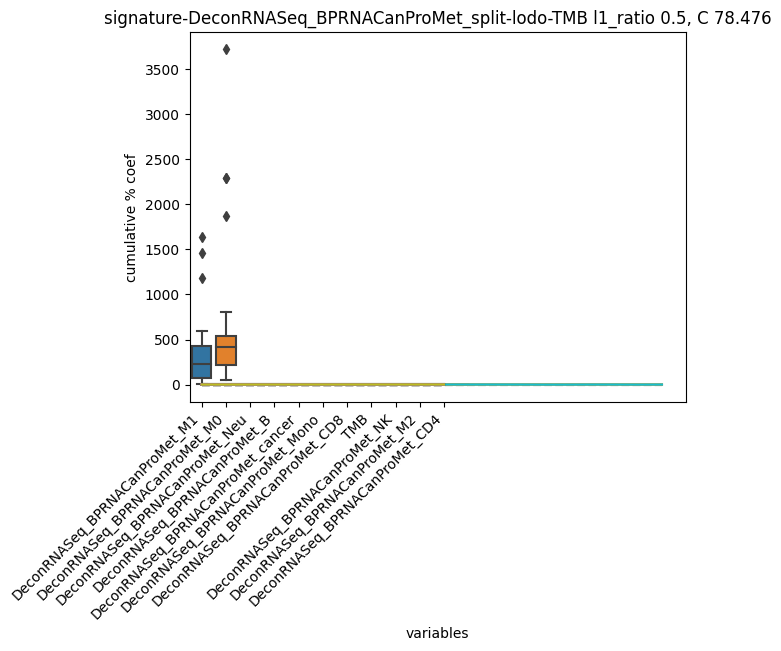 signature-DeconRNASeq_BPRNACanProMet_split-lodo-TMB l1_ratio 0.5, C 78.476
cumulative % coef
3500
3000
2500
2000
1500
1000
500
0
DeconRNASeq_BPRNACanProMet_M1
DeconRNASeq_BPRNACanProMet_M0
DeconRNASeq_BPRNACanProMet_Neu
DeconRNASeq_BPRNACanProMet_B
DeconRNASeq_BPRNACanProMet_cancer
DeconRNASeq_BPRNACanProMet_Mono
DeconRNASeq_BPRNACanProMet_CD8
TMB
DeconRNASeq_BPRNACanProMet_NK
DeconRNASeq_BPRNACanProMet_M2
DeconRNASeq_BPRNACanProMet_CD4
variables